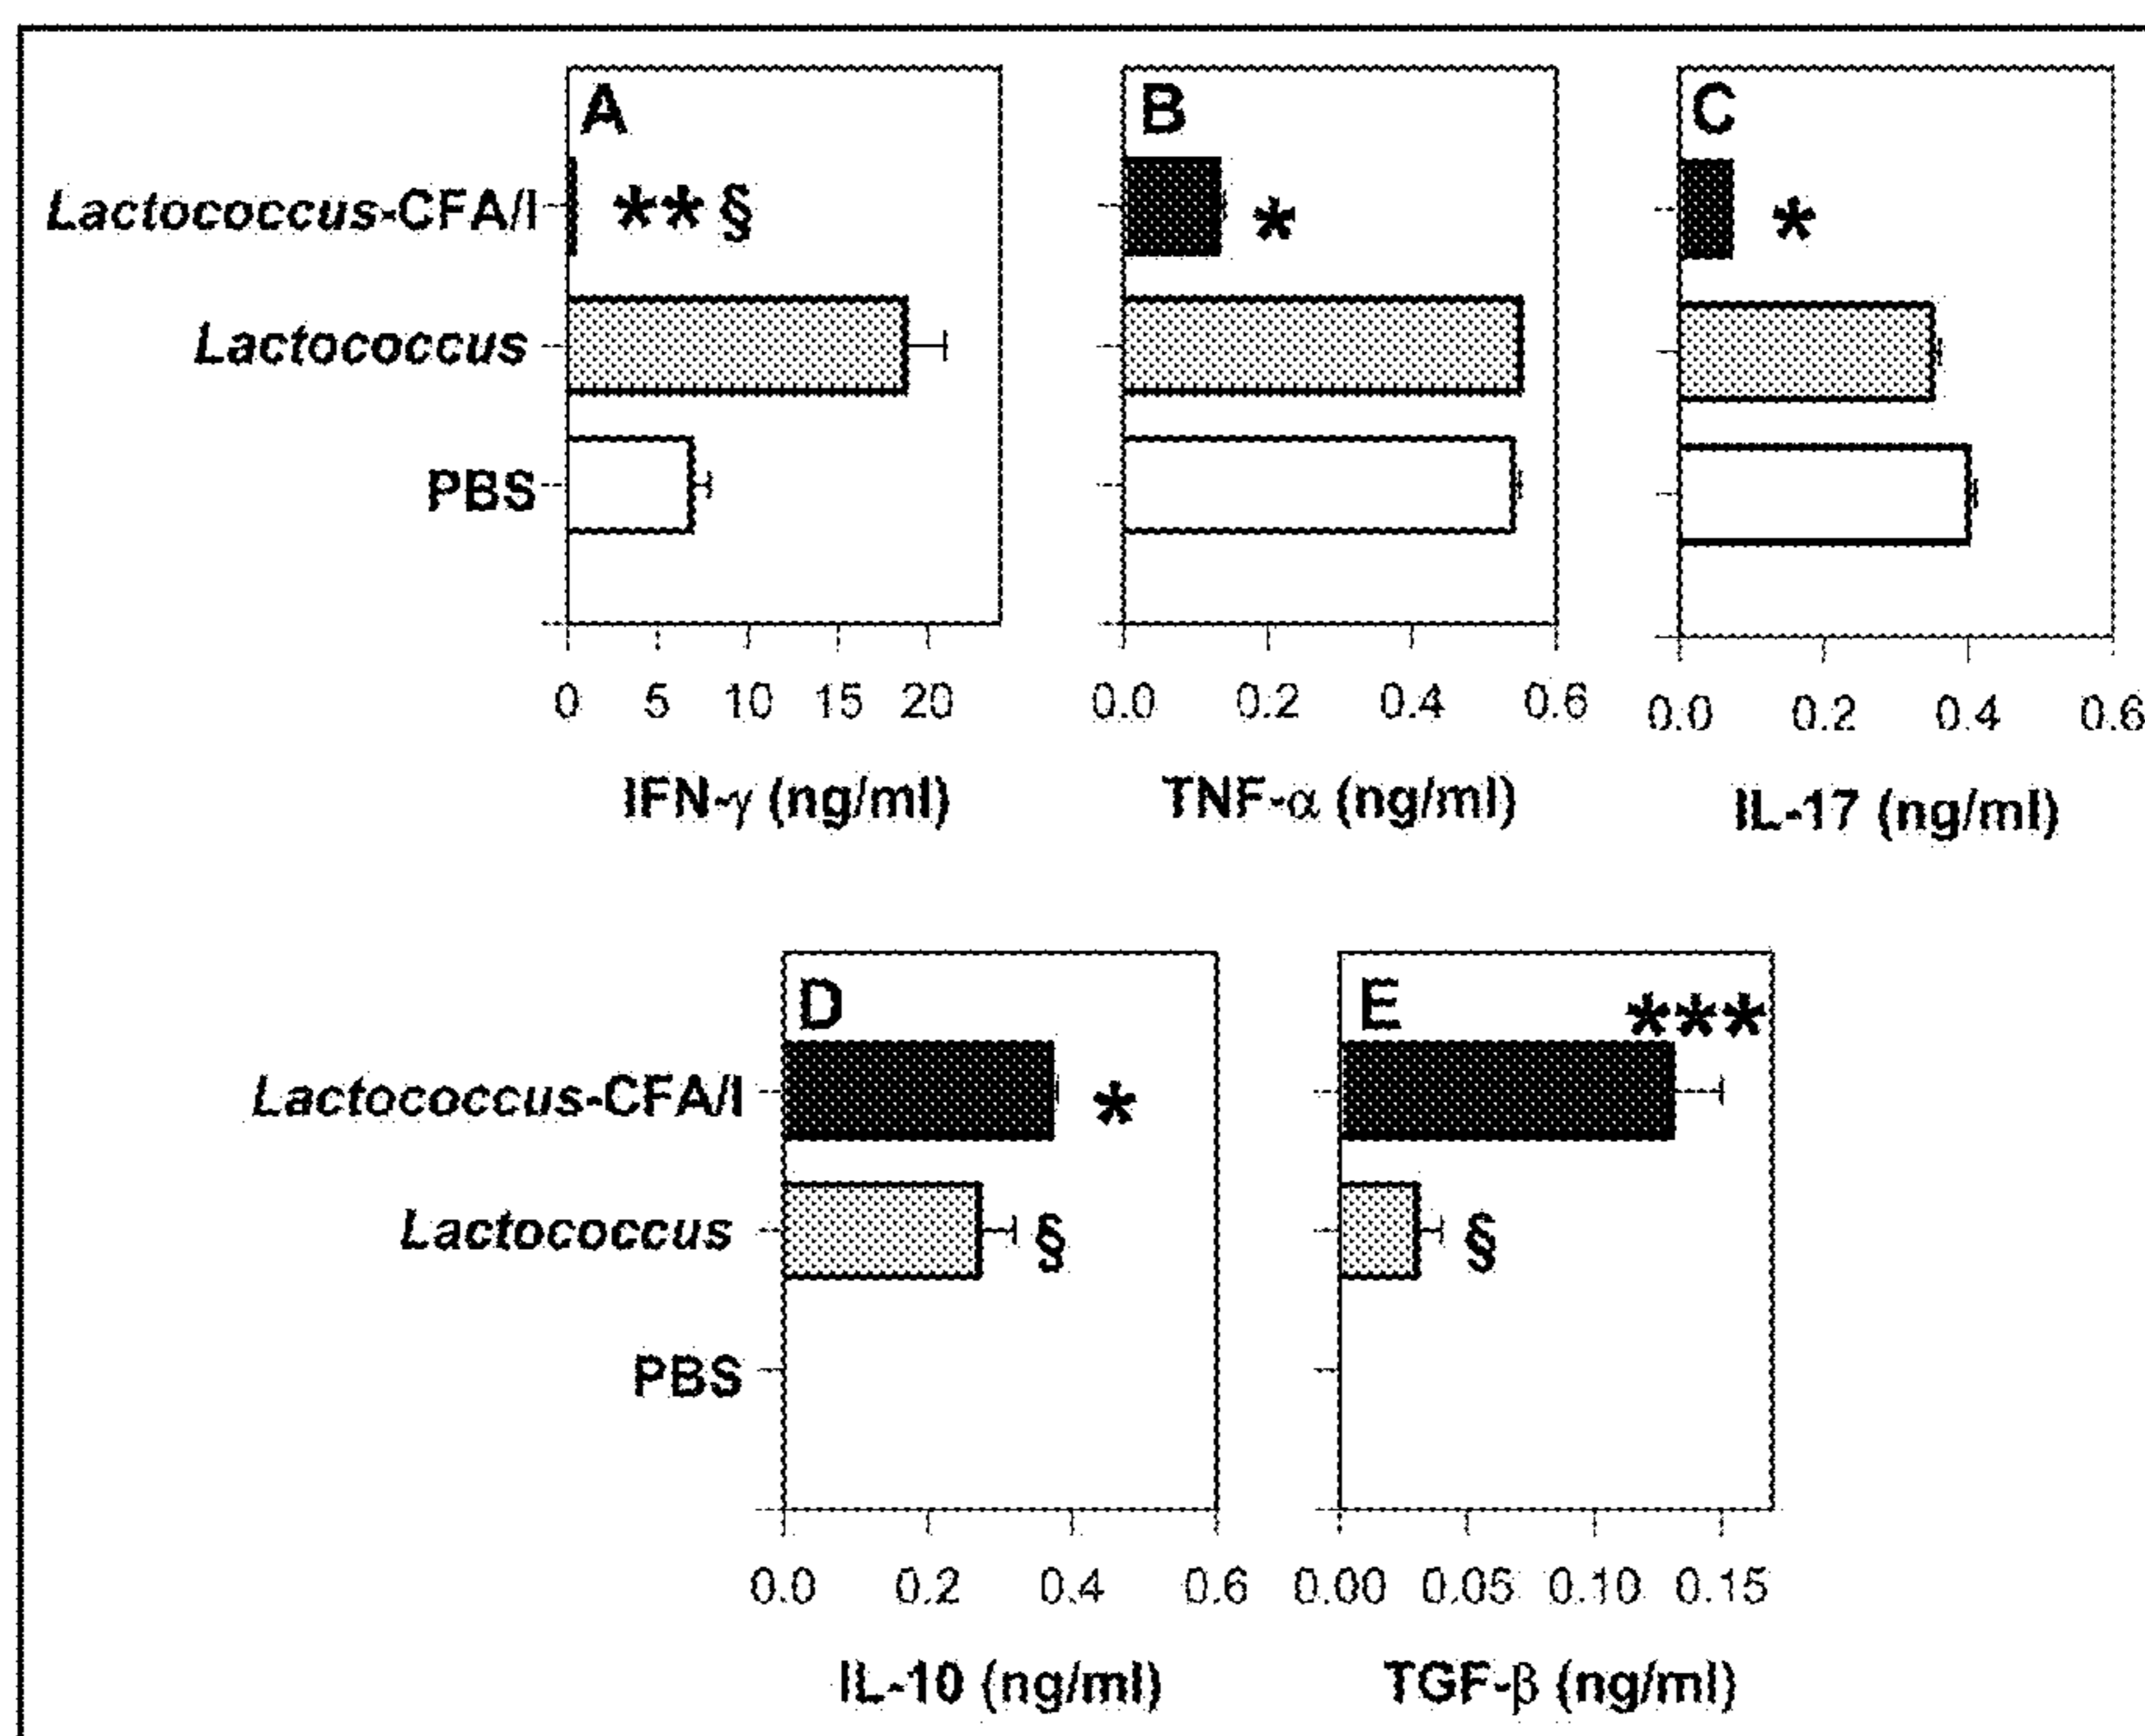 A B C
Lactococcus-CFA/I ** § * *
Lactococcus
PBS
0 5 10 15 20 0.0 0.2 0.4 0.6 0.0 0.2 0.4 0.6
IFN-γ (ng/ml) TNF-α (ng/ml) IL-17 (ng/ml)
D E ***
Lactococcus-CFA/I *
Lactococcus § §
PBS
0.0 0.2 0.4 0.6 0.00 0.05 0.10 0.15
IL-10 (ng/ml) TGF-β (ng/ml)